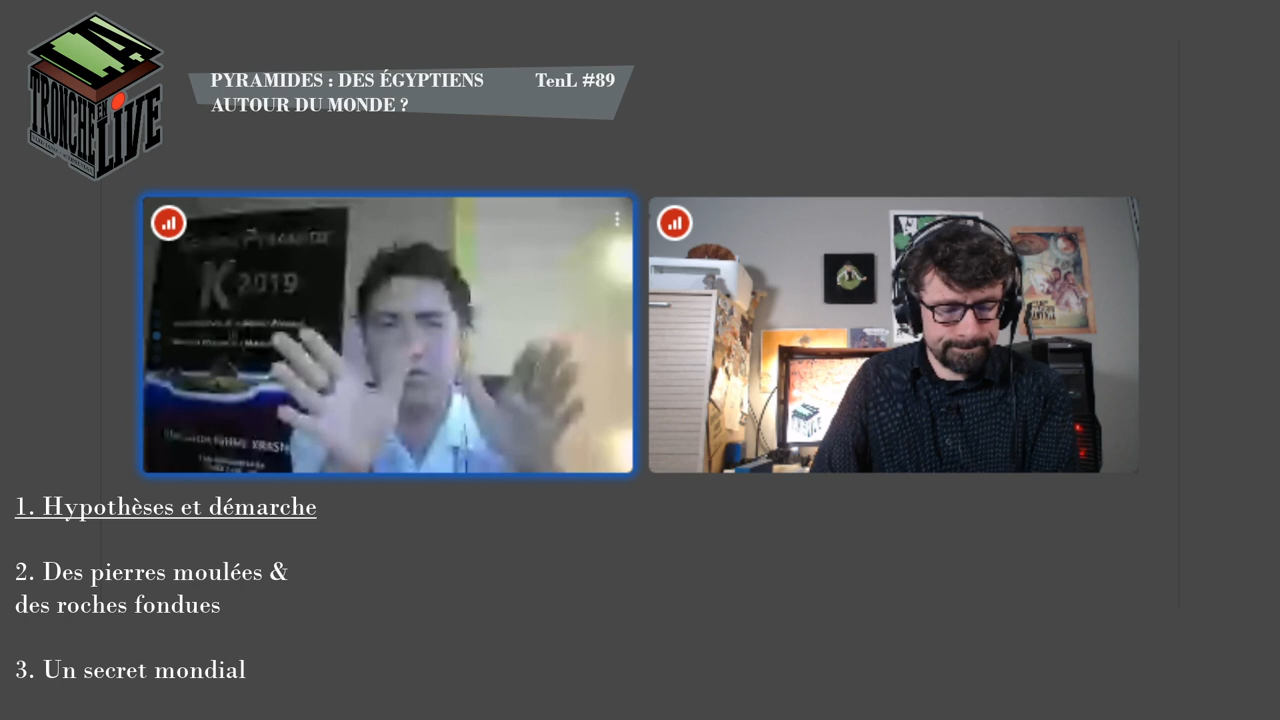 TRONCHE
EN
LIVE
PYRAMIDES : DES ÉGYPTIENS
AUTOUR DU MONDE ?
TenL #89
K 2019
1. Hypothèses et démarche
2. Des pierres moulées &
des roches fondues
3. Un secret mondial